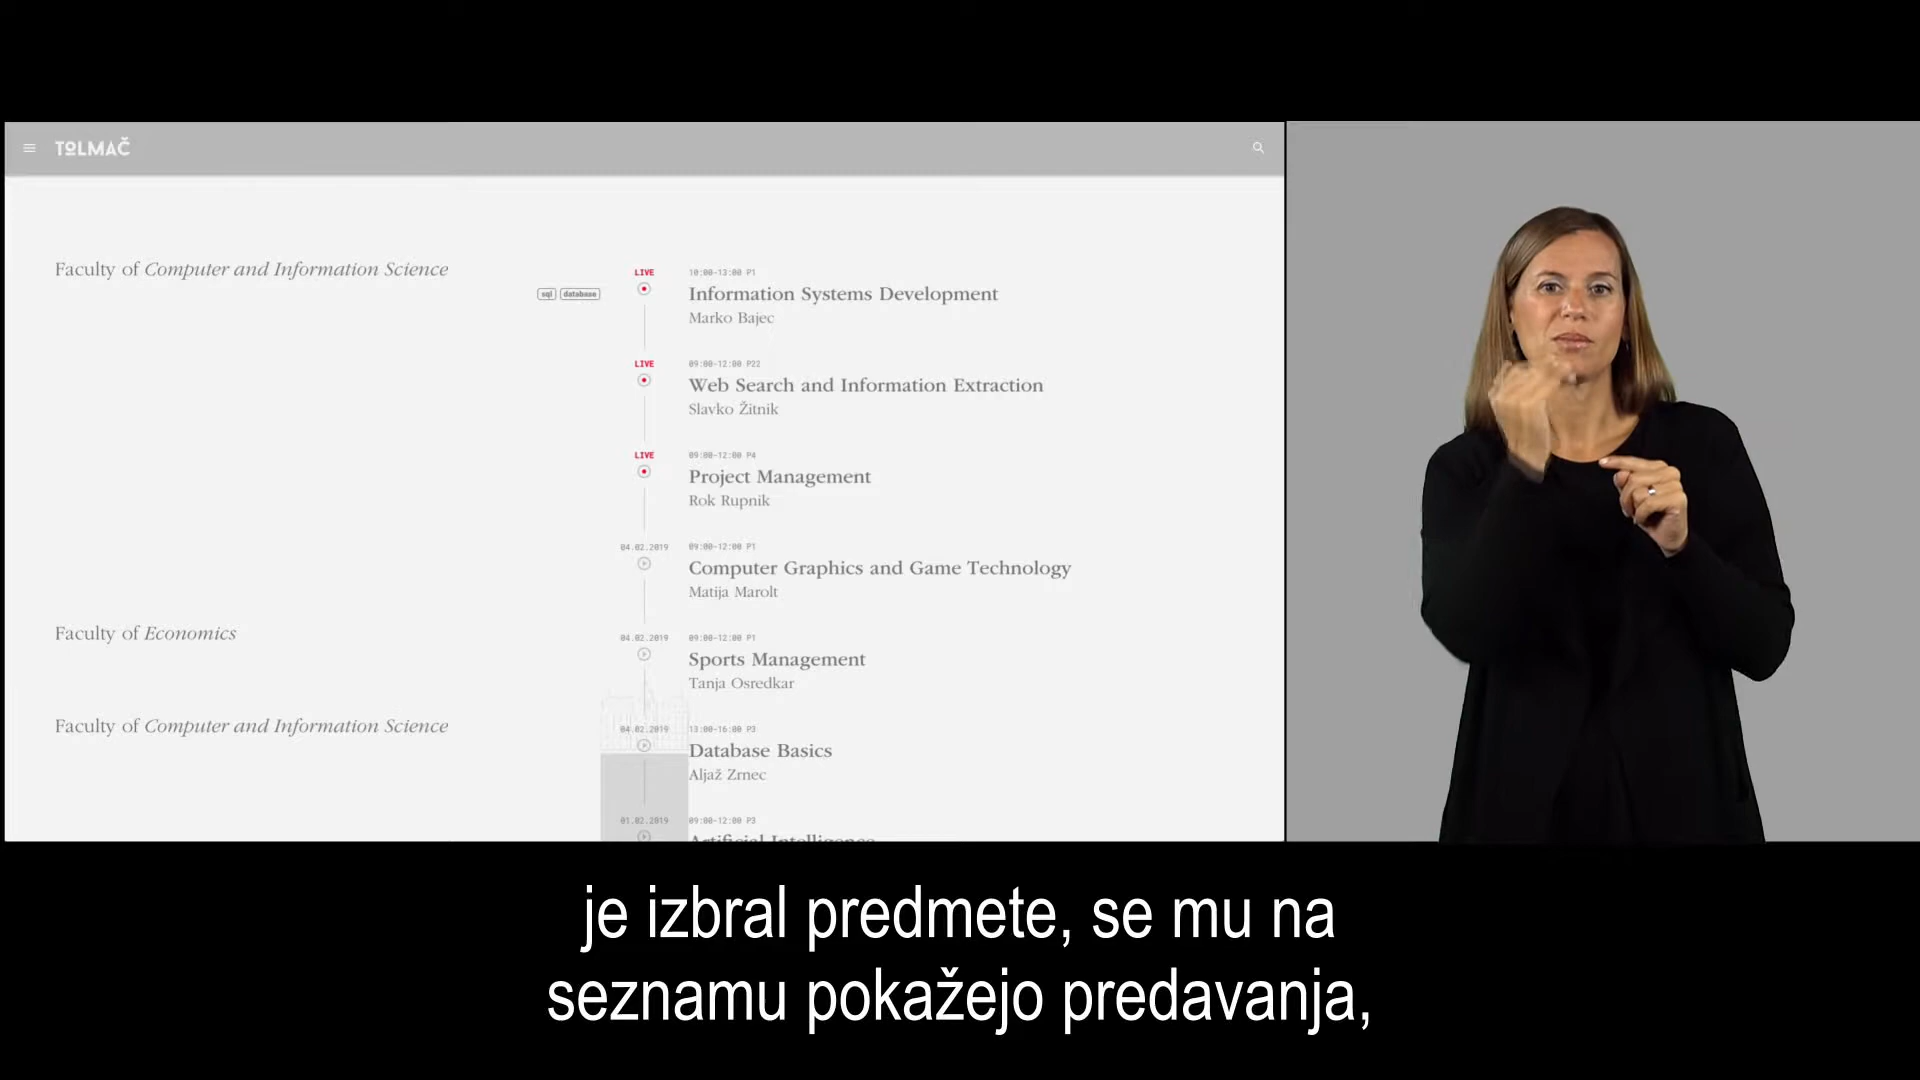 TOLMAČ
Faculty of Computer and Information Science
sql database
LIVE
10:00-13:00 P1
Information Systems Development
Marko Bajec
LIVE
09:00-12:00 P22
Web Search and Information Extraction
Slavko Žitnik
LIVE
09:00-12:00 P4
Project Management
Rok Rupnik
04.02.2019
09:00-12:00 P1
Computer Graphics and Game Technology
Matija Marolt
Faculty of Economics
04.02.2019
09:00-12:00 P1
Sports Management
Tanja Osredkar
Faculty of Computer and Information Science
04.02.2019
13:00-16:00 P3
Database Basics
Aljaž Zrnec
01.02.2019
09:00-12:00 P3
Artificial Intelligence
je izbral predmete, se mu na
seznamu pokažejo predavanja,